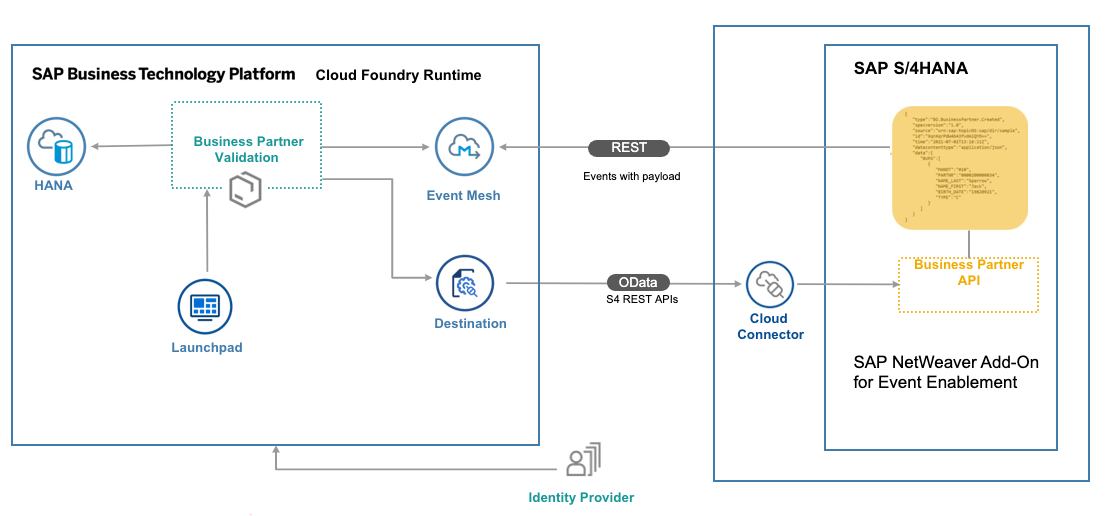 SAP Business Technology Platform Cloud Foundry Runtime
Business Partner
Validation
HANA
Event Mesh
Launchpad
Destination
REST
Events with payload
OData
S4 REST APIs
Cloud
Connector
SAP S/4HANA
{
"data":{
"TYPE":"C"
}
]
}
}
Business Partner
API
SAP NetWeaver Add-On
for Event Enablement
Identity Provider